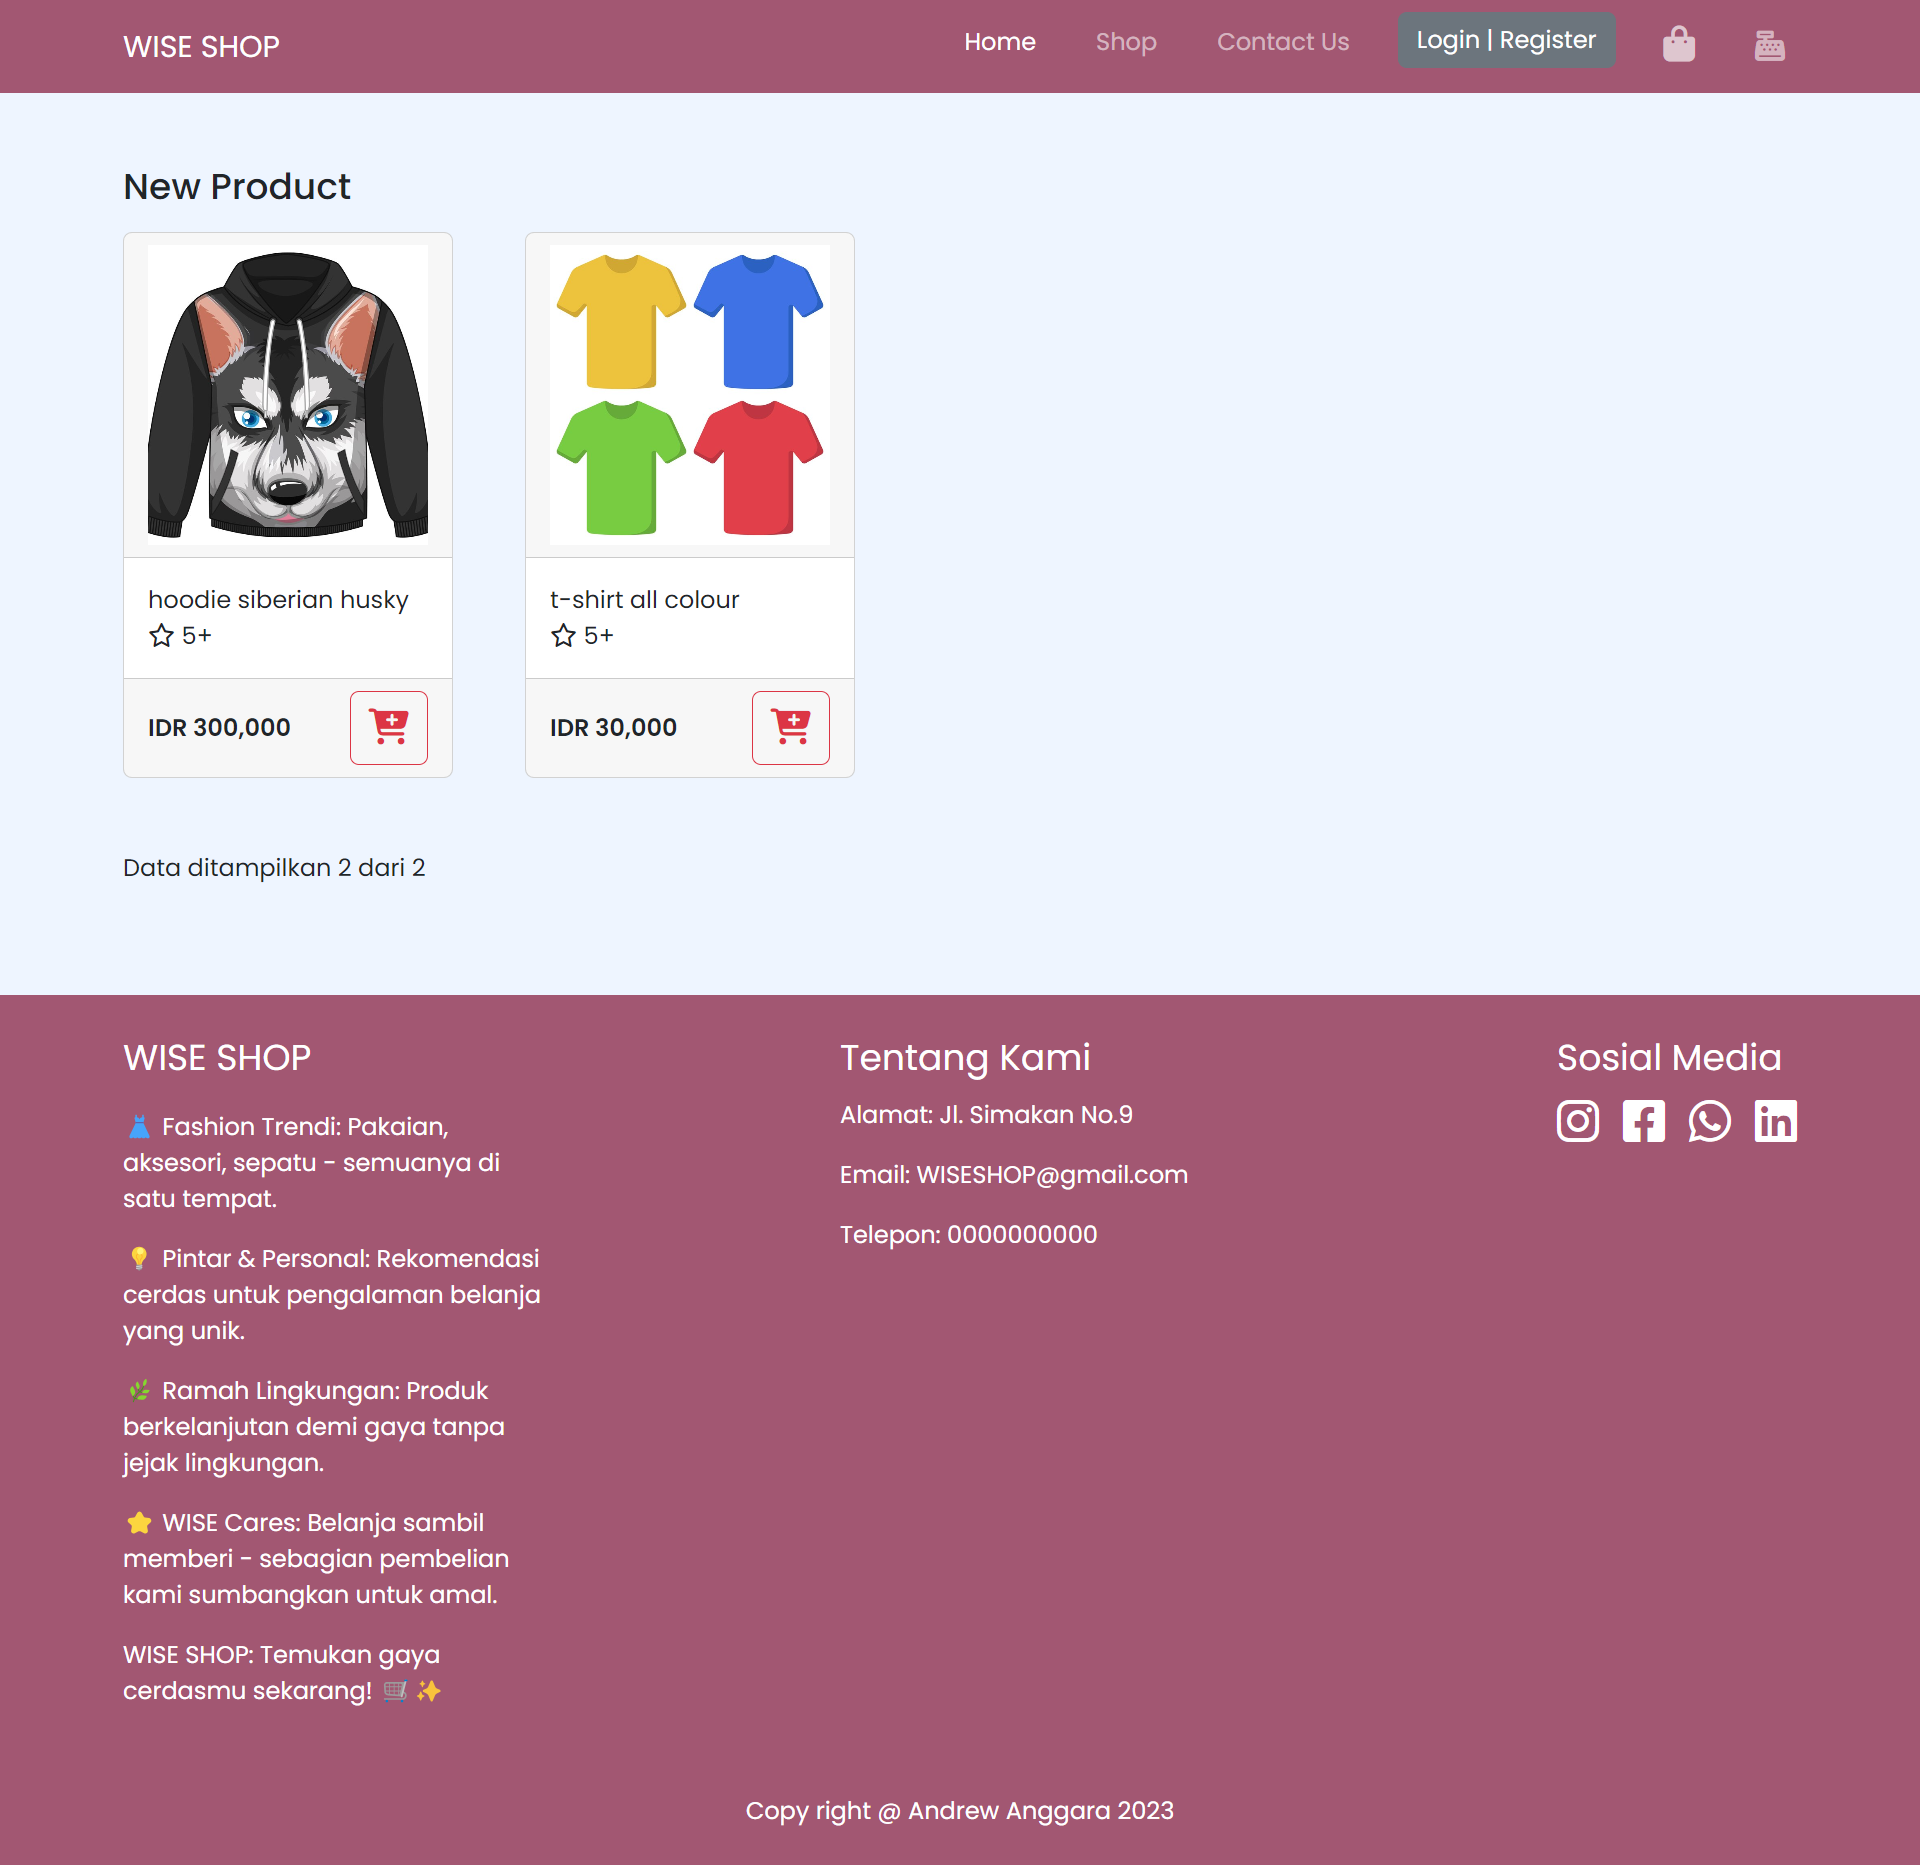 WISE SHOP
Home
Shop
Contact Us
Login | Register
New Product
hoodie siberian husky
5+
IDR 300,000
t-shirt all colour
5+
IDR 30,000
Data ditampilkan 2 dari 2
WISE SHOP
👗 Fashion Trendi: Pakaian,
aksesori, sepatu - semuanya di
satu tempat.
💡 Pintar & Personal: Rekomendasi
cerdas untuk pengalaman belanja
yang unik.
🌿 Ramah Lingkungan: Produk
berkelanjutan demi gaya tanpa
jejak lingkungan.
⭐ WISE Cares: Belanja sambil
memberi - sebagian pembelian
kami sumbangkan untuk amal.
WISE SHOP: Temukan gaya
cerdasmu sekarang! 🛒✨
Tentang Kami
Alamat: Jl. Simakan No.9
Email: WISESHOP@gmail.com
Telepon: 0000000000
Sosial Media
Copy right @ Andrew Anggara 2023